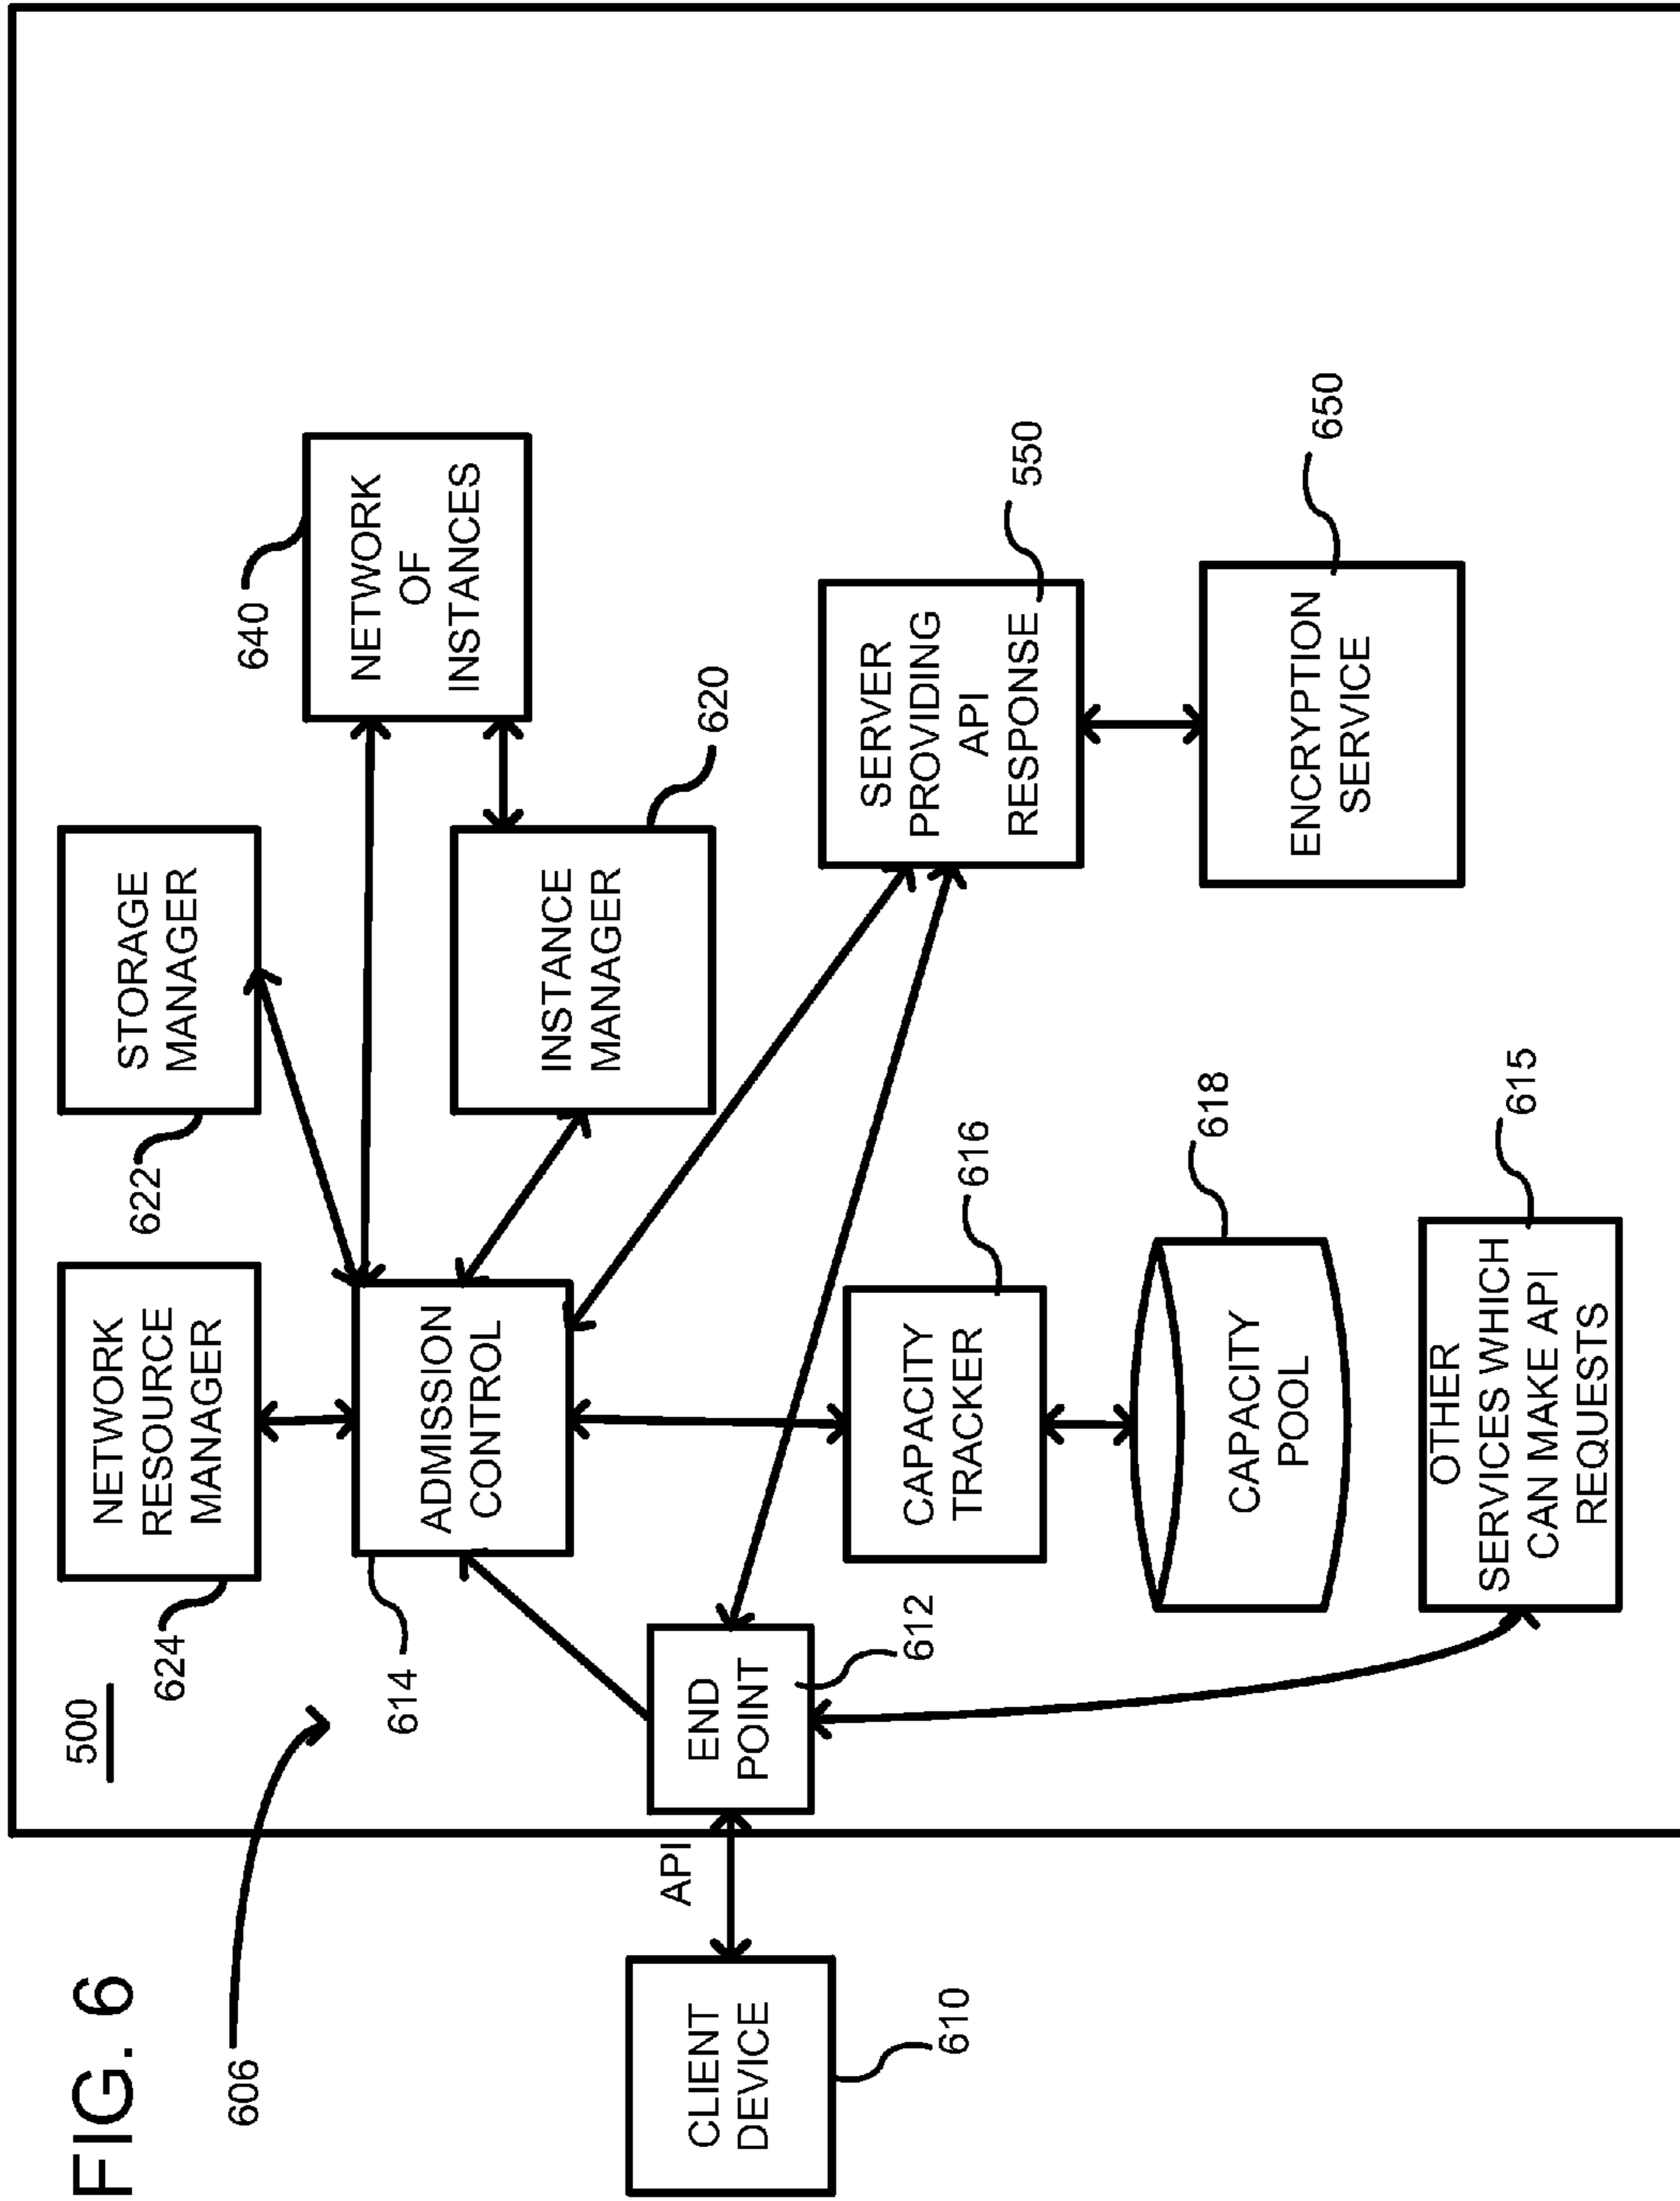 FIG. 6
606
500
624
NETWORK
RESOURCE
MANAGER
622
STORAGE
MANAGER
640
NETWORK
OF
INSTANCES
614
ADMISSION
CONTROL
INSTANCE
MANAGER
620
CLIENT
DEVICE
610
API
END
POINT
612
CAPACITY
TRACKER
616
SERVER
PROVIDING
API
RESPONSE
550
CAPACITY
POOL
618
ENCRYPTION
SERVICE
650
OTHER
SERVICES WHICH
CAN MAKE API
REQUESTS
615